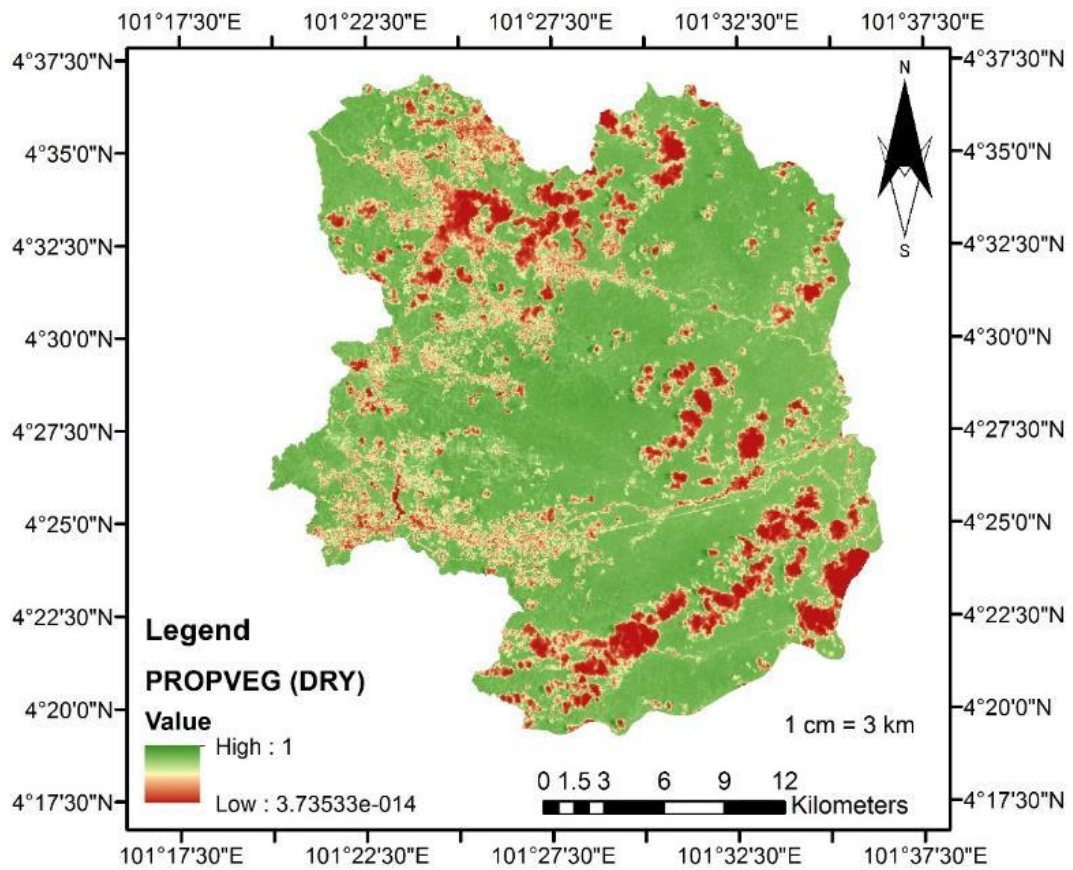 101°17'30"E 101°22'30"E 101°27'30"E 101°32'30"E 101°37'30"E
4°37'30"N 4°37'30"N
N
4°35'0"N 4°35'0"N
S
4°32'30"N 4°32'30"N
4°30'0"N 4°30'0"N
4°27'30"N 4°27'30"N
4°25'0"N 4°25'0"N
4°22'30"N 4°22'30"N
Legend
PROPVEG (DRY)
Value
High : 1
Low : 3.73533e-014
4°20'0"N 4°20'0"N
1 cm = 3 km
0 1.5 3 6 9 12
Kilometers
4°17'30"N 4°17'30"N
101°17'30"E 101°22'30"E 101°27'30"E 101°32'30"E 101°37'30"E